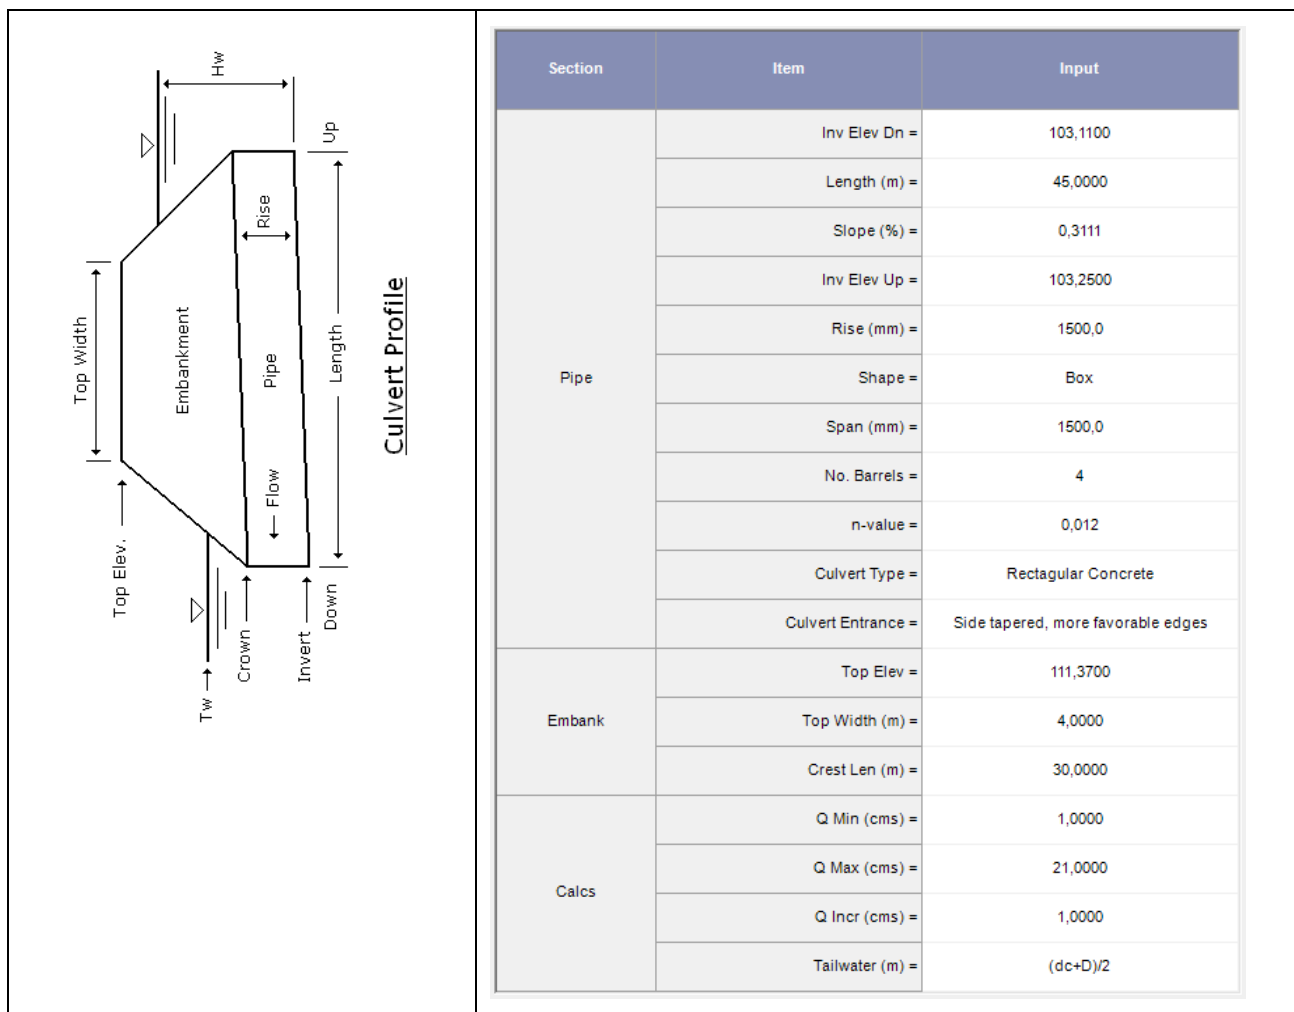 Hw
Up
Rise
Top Width
Embankment
Pipe
Length
Culvert Profile
Flow
Top Elev.
Down
Crown
Invert
Tw
Section Item Input
Pipe
Inv Elev Dn = 103,1100
Length (m) = 45,0000
Slope (%) = 0,3111
Inv Elev Up = 103,2500
Rise (mm) = 1500,0
Shape = Box
Span (mm) = 1500,0
No. Barrels = 4
n-value = 0,012
Culvert Type = Rectagular Concrete
Culvert Entrance = Side tapered, more favorable edges
Embank
Top Elev = 111,3700
Top Width (m) = 4,0000
Crest Len (m) = 30,0000
Calcs
Q Min (cms) = 1,0000
Q Max (cms) = 21,0000
Q Incr (cms) = 1,0000
Tailwater (m) = (dc+D)/2